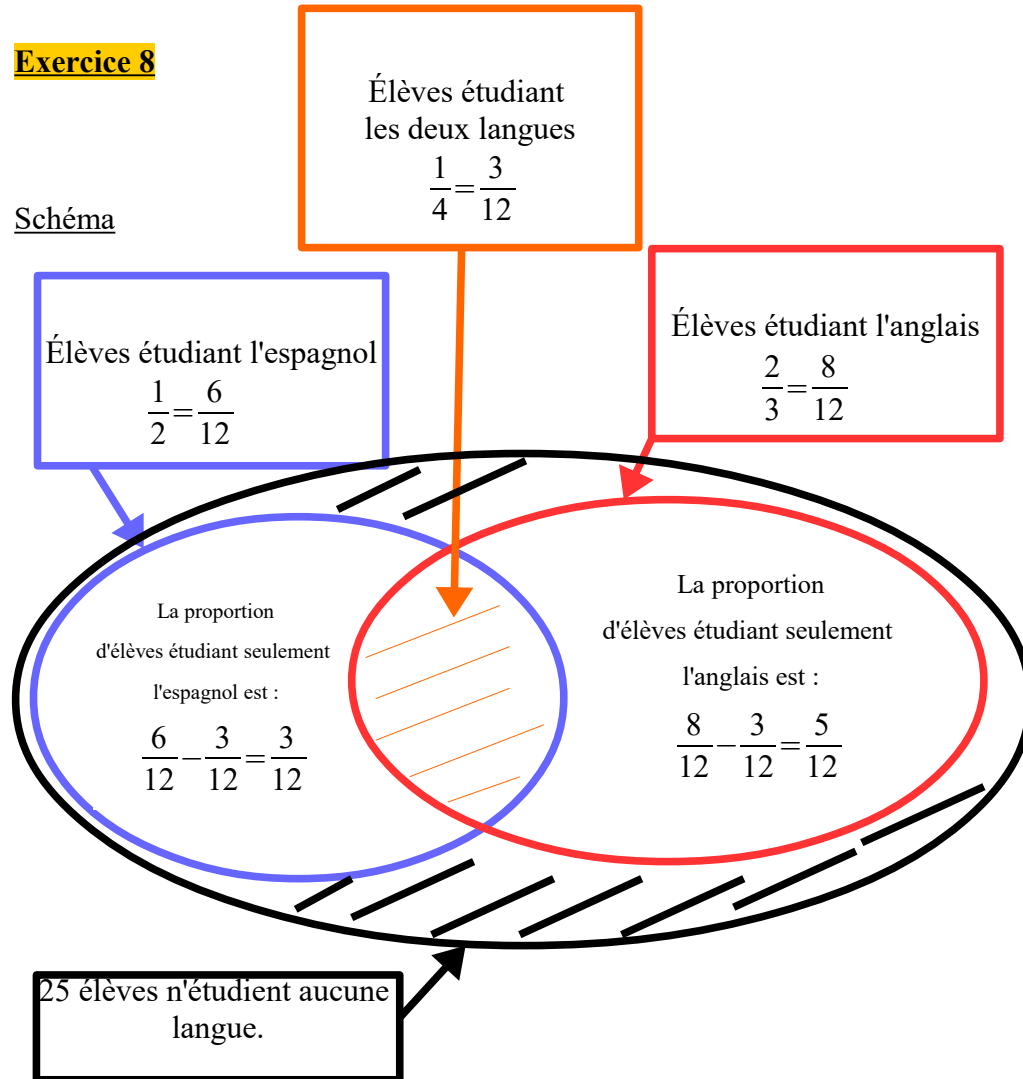 Exercice 8
Élèves étudiant
les deux langues
1/4 = 3/12
Schéma
Élèves étudiant l'espagnol
1/2 = 6/12
Élèves étudiant l'anglais
2/3 = 8/12
La proportion
d'élèves étudiant seulement
l'espagnol est :
6/12 − 3/12 = 3/12
La proportion
d'élèves étudiant seulement
l'anglais est :
8/12 − 3/12 = 5/12
25 élèves n'étudient aucune
langue.